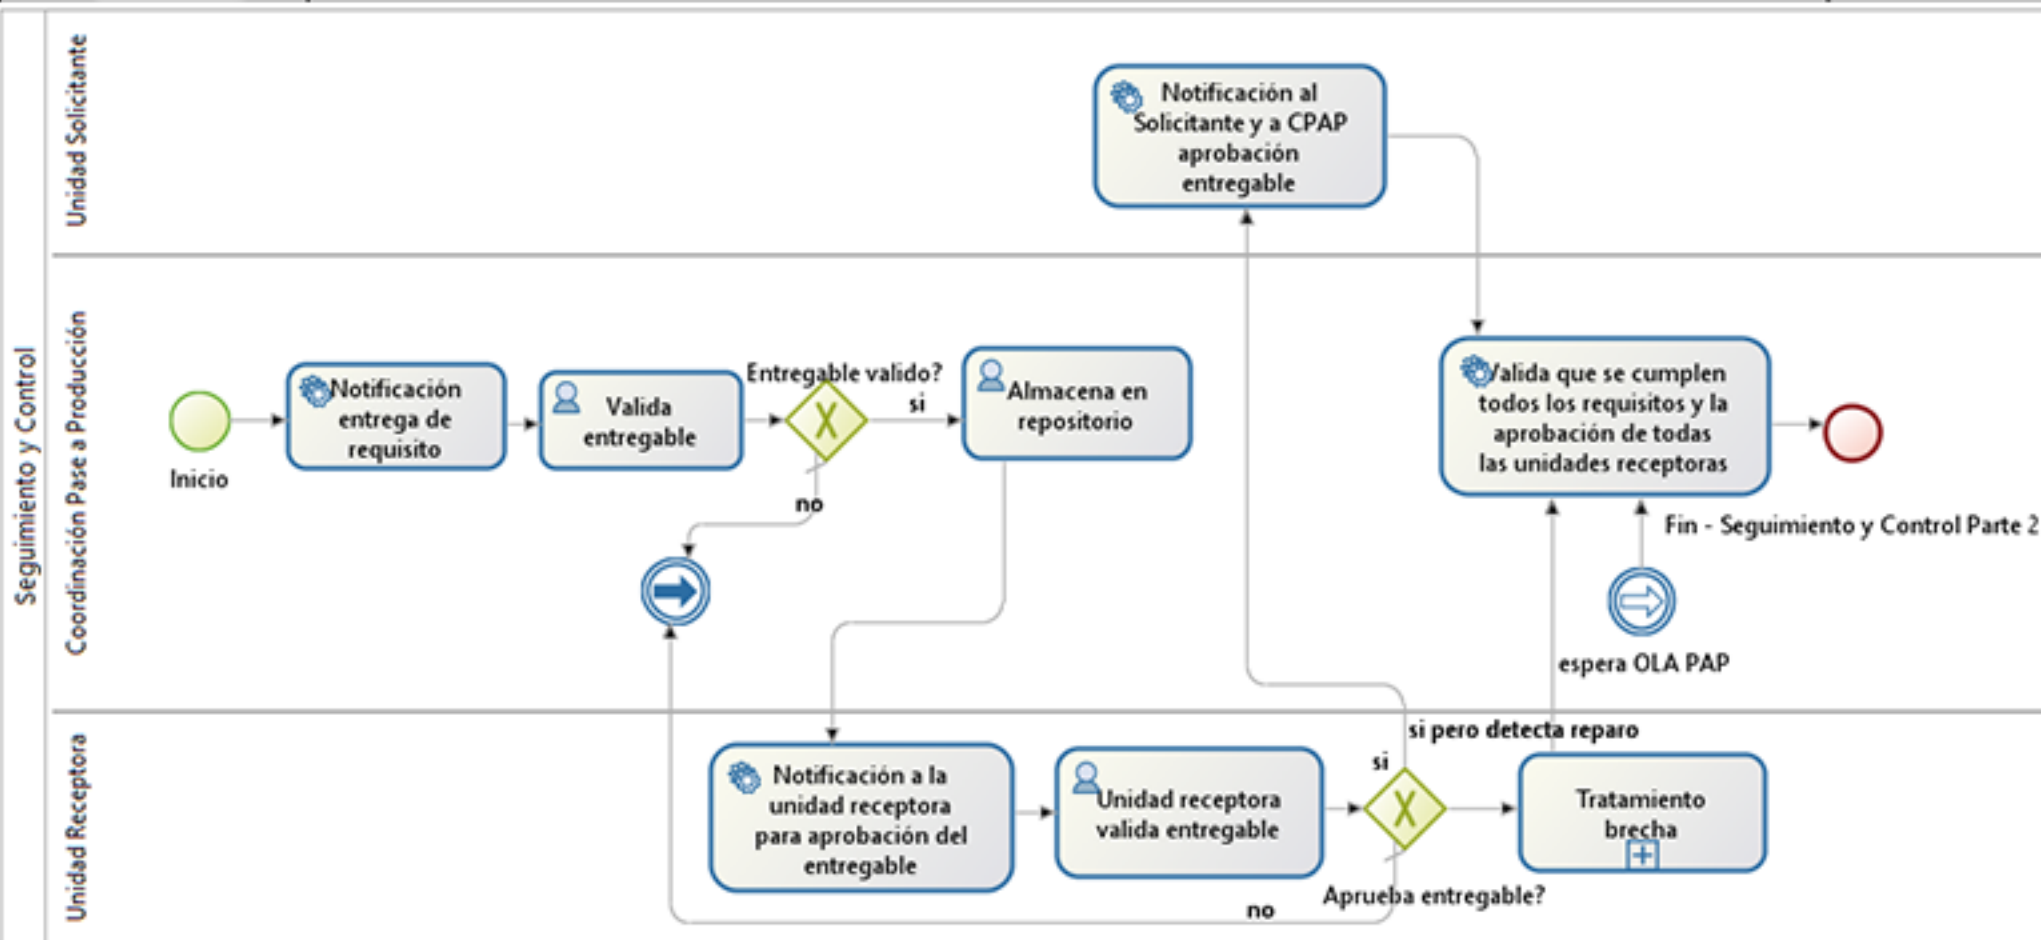 Seguimiento y Control
Unidad Solicitante
Notificación al
Solicitante y a CPAP
aprobación
entregable
Coordinación Pase a Producción
Inicio
Notificación
entrega de
requisito
Valida
entregable
Entregable valido?
si
no
Almacena en
repositorio
Valida que se cumplen
todos los requisitos y la
aprobación de todas
las unidades receptoras
Fin - Seguimiento y Control Parte 2
espera OLA PAP
Unidad Receptora
Notificación a la
unidad receptora
para aprobación del
entregable
Unidad receptora
valida entregable
si
si pero detecta reparo
Aprueba entregable?
no
Tratamiento
brecha